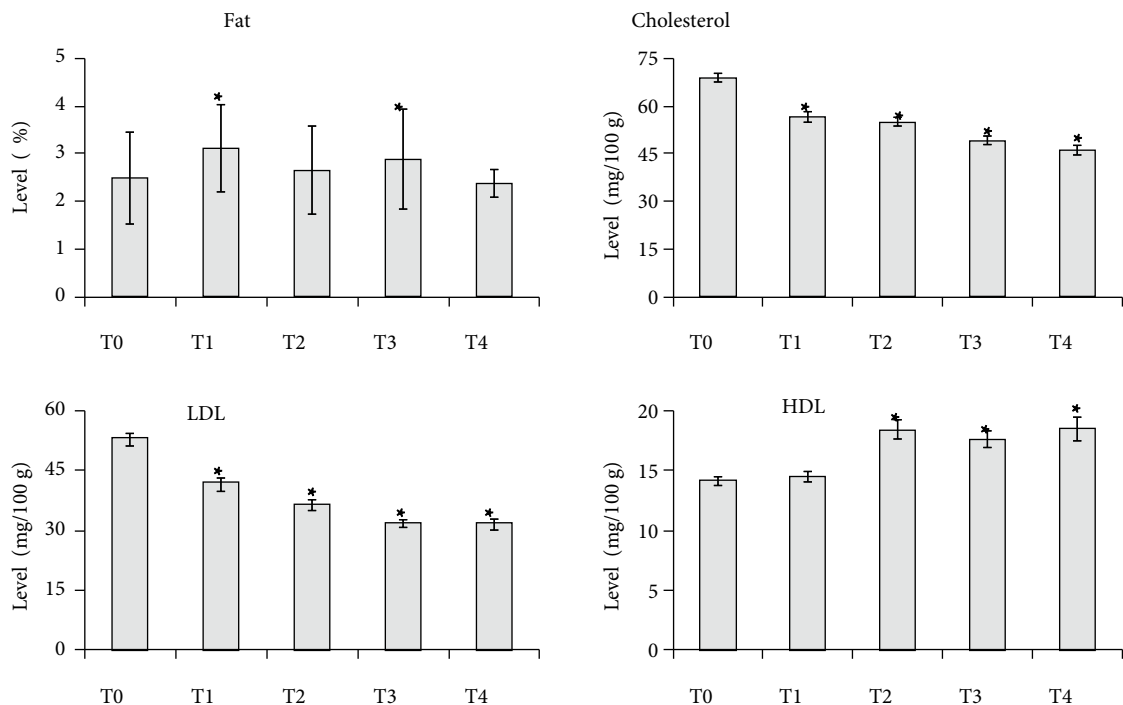 Fat
Level ( %)
5
4
3
2
1
0
*
*
T0 T1 T2 T3 T4
Cholesterol
Level (mg/100 g)
75
60
45
30
15
0
*
*
*
*
T0 T1 T2 T3 T4
LDL
Level (mg/100 g)
60
45
30
15
0
*
*
*
*
T0 T1 T2 T3 T4
HDL
Level (mg/100 g)
20
15
10
5
0
*
*
*
T0 T1 T2 T3 T4